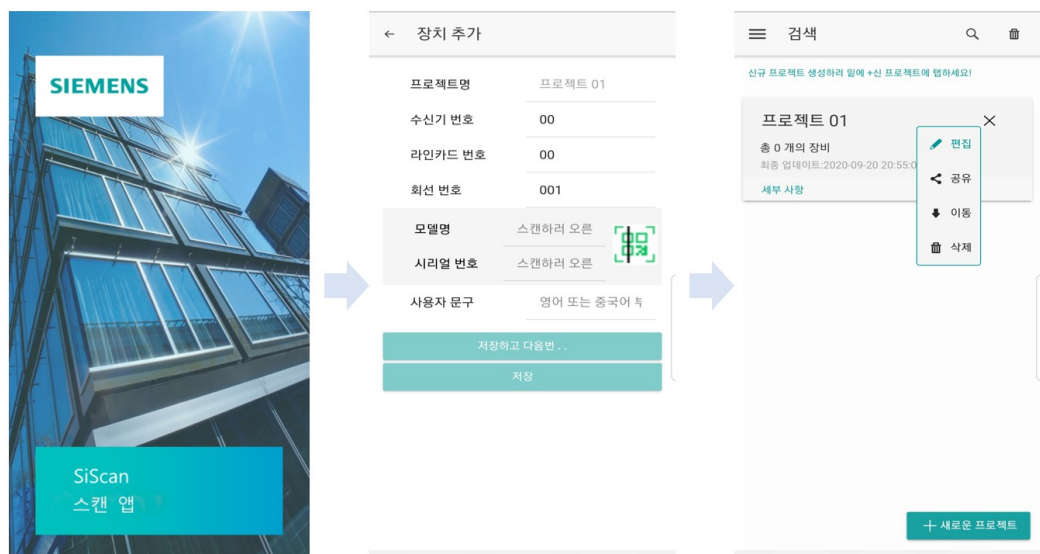 SIEMENS
SiScan
스캔 앱
← 장치 추가
프로젝트명 프로젝트 01
수신기 번호 00
라인카드 번호 00
회선 번호 001
모델명 스캔하러 오른
시리얼 번호 스캔하러 오른
사용자 문구 영어 또는 중국어 부
저장하고 다음번 . .
저장
검색
신규 프로젝트 생성하러 밑에 +신 프로젝트에 탭하세요!
프로젝트 01
총 0 개의 장비
최종 업데이트:2020-09-20 20:55:0
세부 사항
편집
공유
이동
삭제
+ 새로운 프로젝트